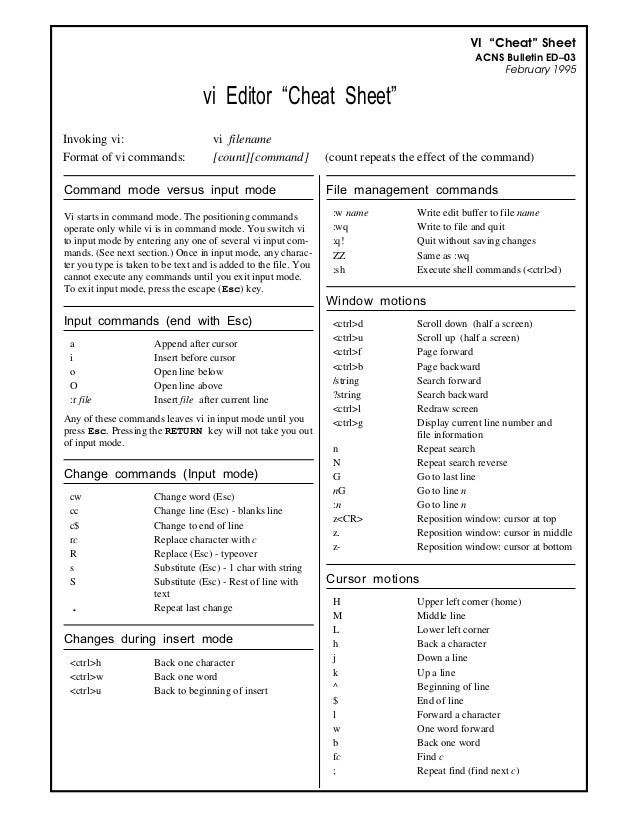 VI “Cheat” Sheet
ACNS Bulletin ED–03
February 1995
vi Editor “Cheat Sheet”
Invoking vi: vi filename
Format of vi commands: [count][command] (count repeats the effect of the command)
Command mode versus input mode
Vi starts in command mode. The positioning commands
operate only while vi is in command mode. You switch vi
to input mode by entering any one of several vi input com-
mands. (See next section.) Once in input mode, any charac-
ter you type is taken to be text and is added to the file. You
cannot execute any commands until you exit input mode.
To exit input mode, press the escape (Esc) key.
Input commands (end with Esc)
a Append after cursor
i Insert before cursor
o Open line below
O Open line above
:r file Insert file after current line
Any of these commands leaves vi in input mode until you
press Esc. Pressing the RETURN key will not take you out
of input mode.
Change commands (Input mode)
cw Change word (Esc)
cc Change line (Esc) - blanks line
c$ Change to end of line
rc Replace character with c
R Replace (Esc) - typeover
s Substitute (Esc) - 1 char with string
S Substitute (Esc) - Rest of line with
text
. Repeat last change
Changes during insert mode
<ctrl>h Back one character
<ctrl>w Back one word
<ctrl>u Back to beginning of insert
File management commands
:w name Write edit buffer to file name
:wq Write to file and quit
:q! Quit without saving changes
ZZ Same as :wq
:sh Execute shell commands (<ctrl>d)
Window motions
<ctrl>d Scroll down (half a screen)
<ctrl>u Scroll up (half a screen)
<ctrl>f Page forward
<ctrl>b Page backward
/string Search forward
?string Search backward
<ctrl>l Redraw screen
<ctrl>g Display current line number and
file information
n Repeat search
N Repeat search reverse
G Go to last line
nG Go to line n
:n Go to line n
z<CR> Reposition window: cursor at top
z. Reposition window: cursor in middle
z- Reposition window: cursor at bottom
Cursor motions
H Upper left corner (home)
M Middle line
L Lower left corner
h Back a character
j Down a line
k Up a line
^ Beginning of line
$ End of line
l Forward a character
w One word forward
b Back one word
fc Find c
; Repeat find (find next c)